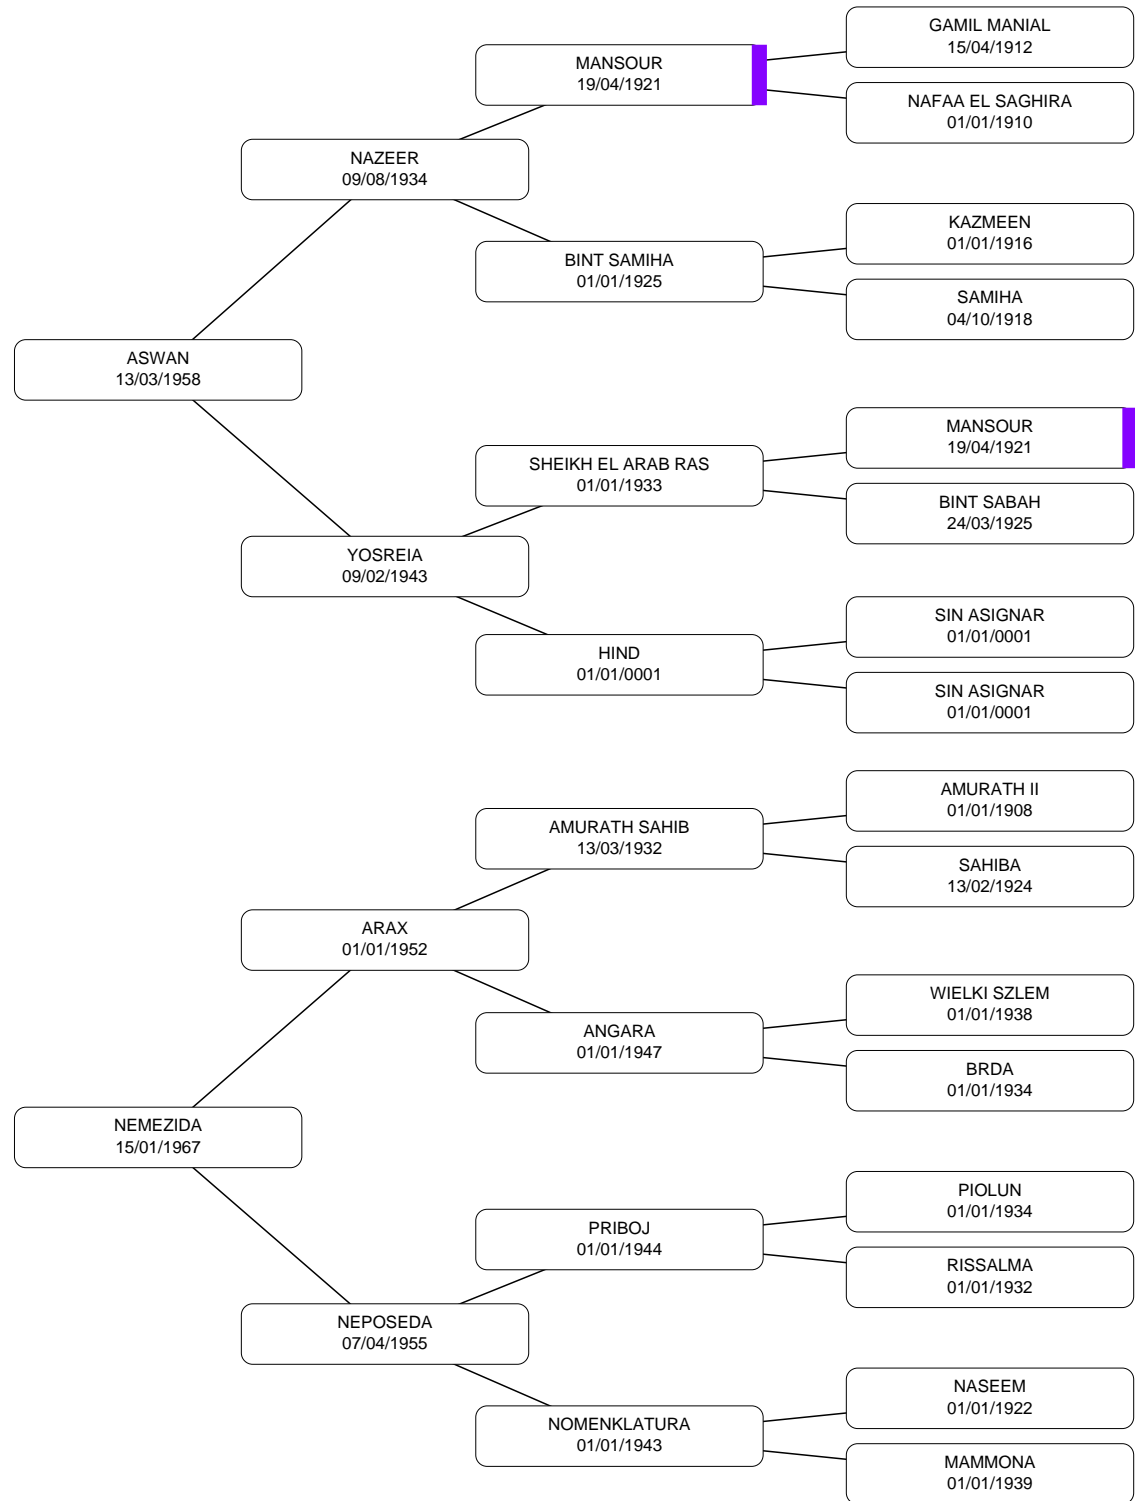 GAMIL MANIAL
15/04/1912
MANSOUR
19/04/1921
NAFAA EL SAGHIRA
01/01/1910
NAZEER
09/08/1934
KAZMEEN
01/01/1916
BINT SAMIHA
01/01/1925
SAMIHA
04/10/1918
ASWAN
13/03/1958
MANSOUR
19/04/1921
SHEIKH EL ARAB RAS
01/01/1933
BINT SABAH
24/03/1925
YOSREIA
09/02/1943
SIN ASIGNAR
01/01/0001
HIND
01/01/0001
SIN ASIGNAR
01/01/0001
AMURATH II
01/01/1908
AMURATH SAHIB
13/03/1932
SAHIBA
13/02/1924
ARAX
01/01/1952
WIELKI SZLEM
01/01/1938
ANGARA
01/01/1947
BRDA
01/01/1934
NEMEZIDA
15/01/1967
PIOLUN
01/01/1934
PRIBOJ
01/01/1944
RISSALMA
01/01/1932
NEPOSEDA
07/04/1955
NASEEM
01/01/1922
NOMENKLATURA
01/01/1943
MAMMONA
01/01/1939